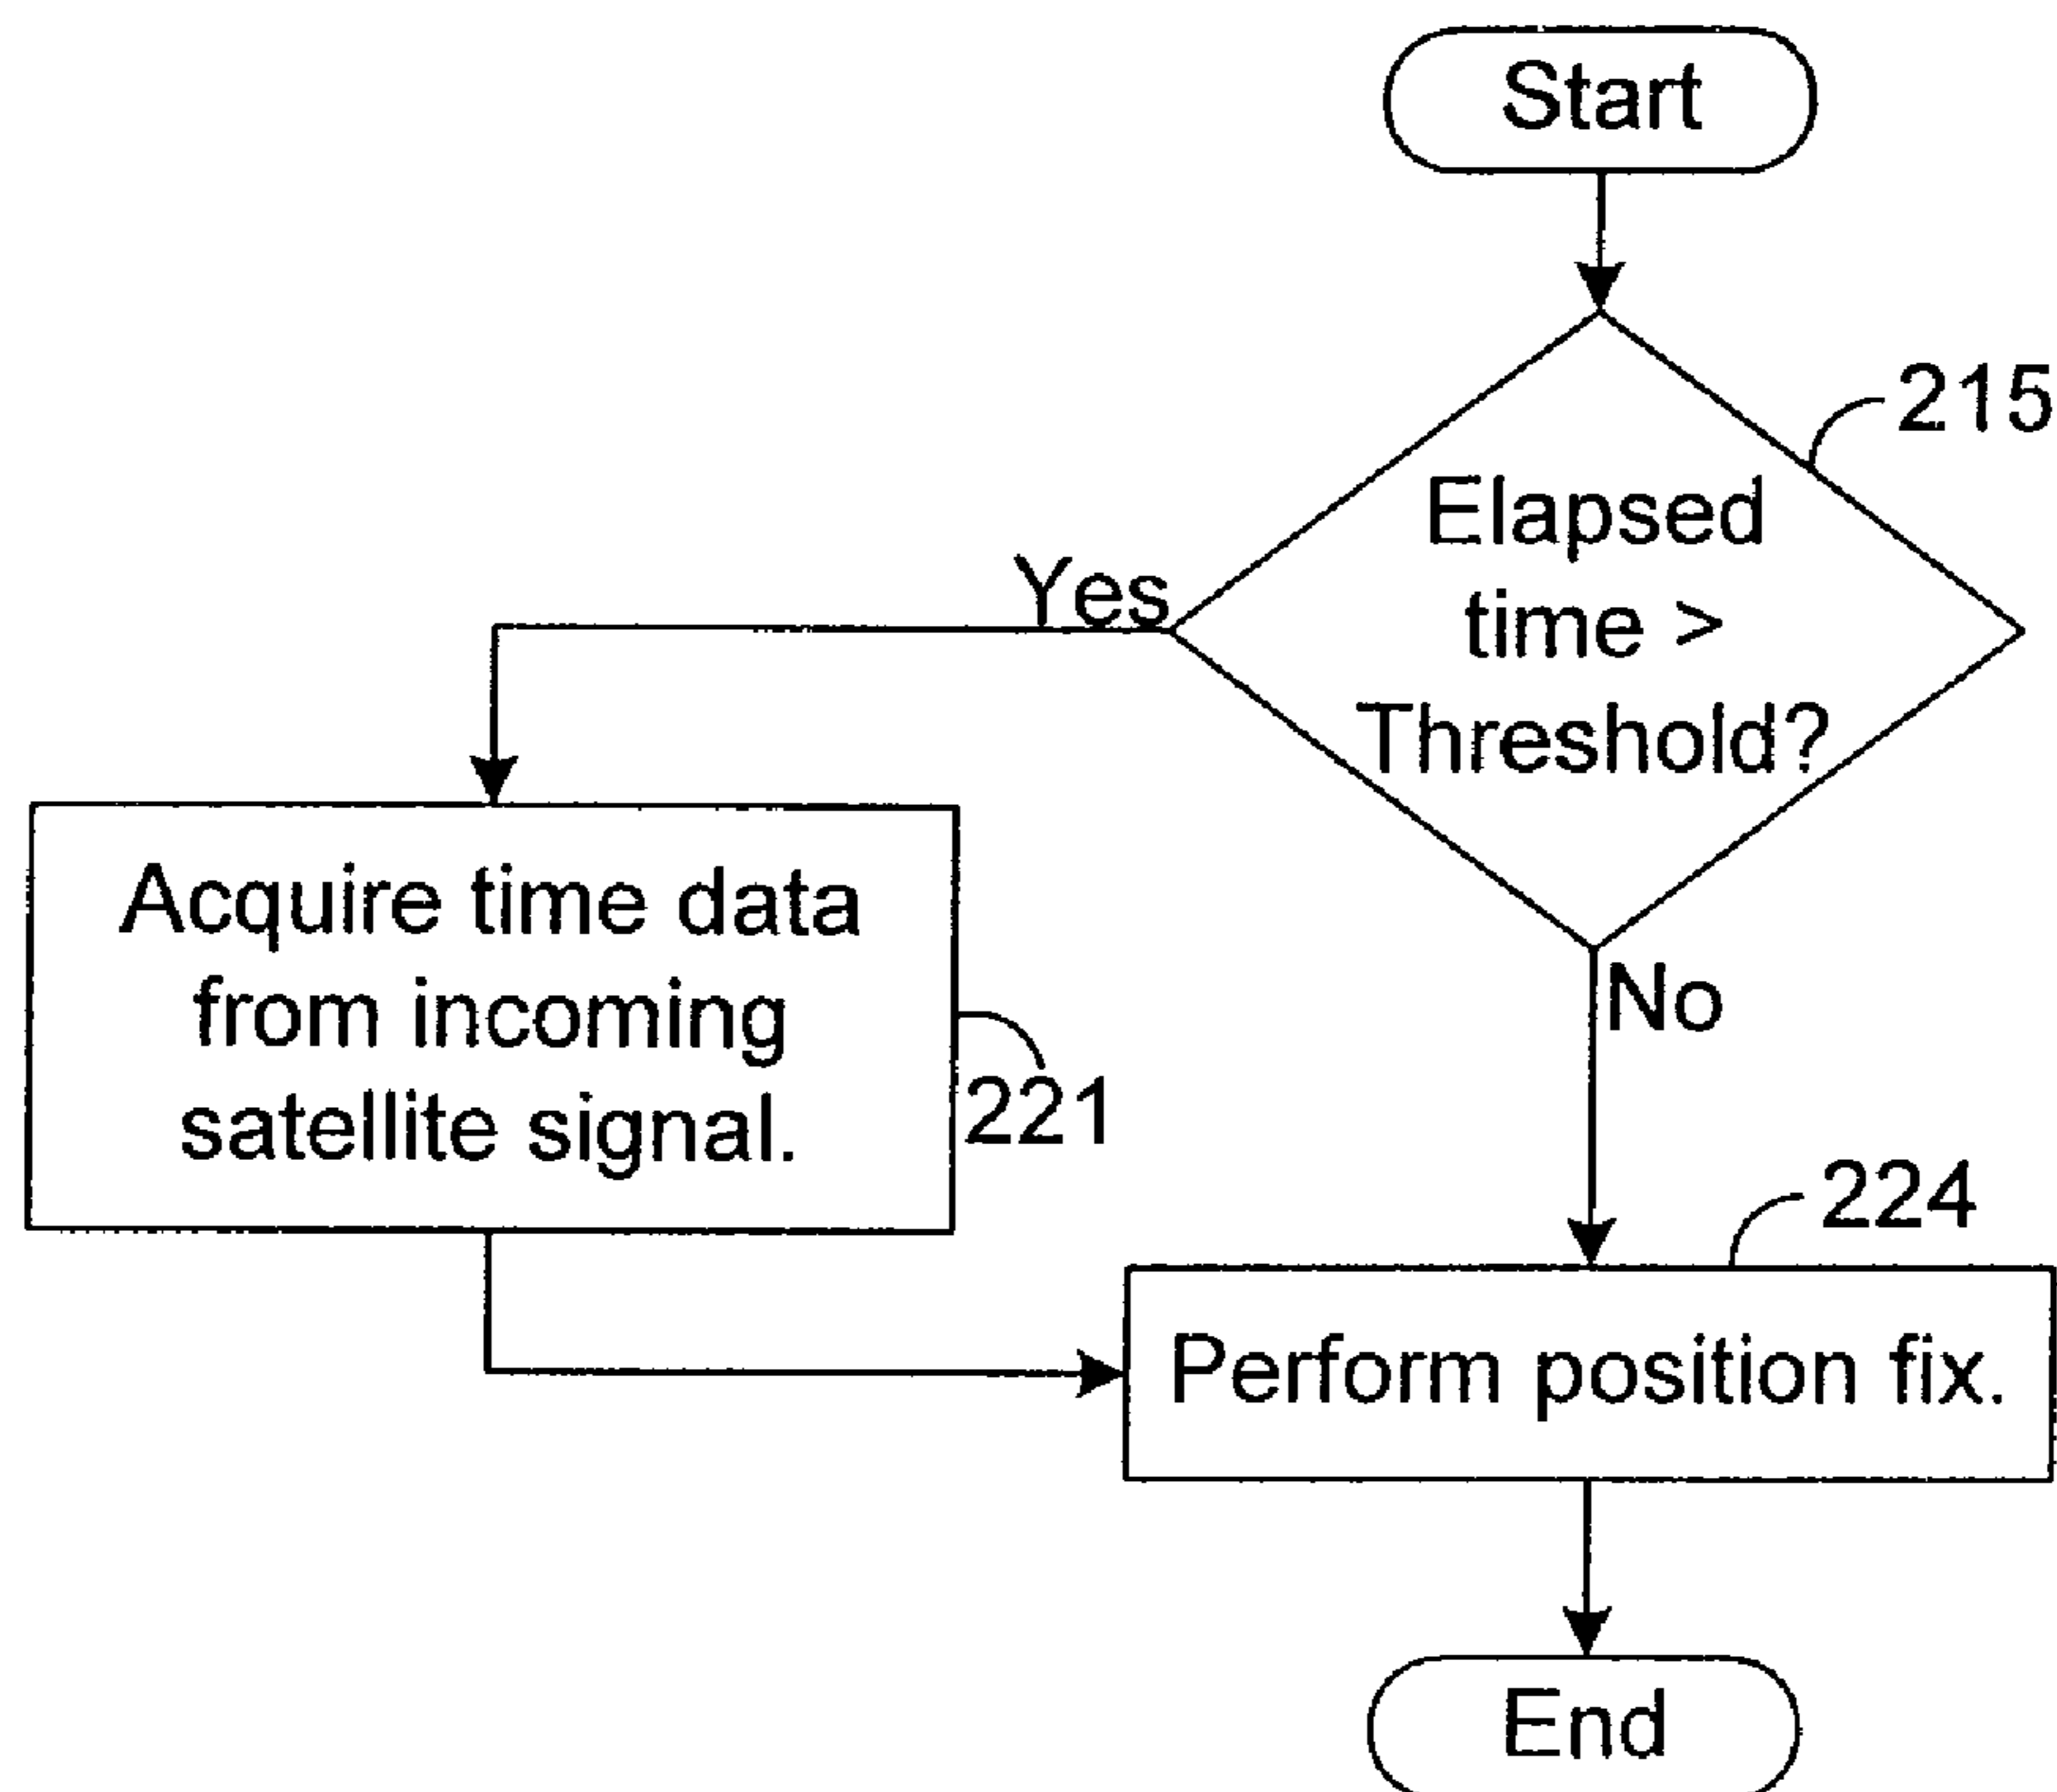 Start
215
Elapsed
time >
Threshold?
Yes
No
Acquire time data
from incoming
satellite signal.
221
224
Perform position fix.
End